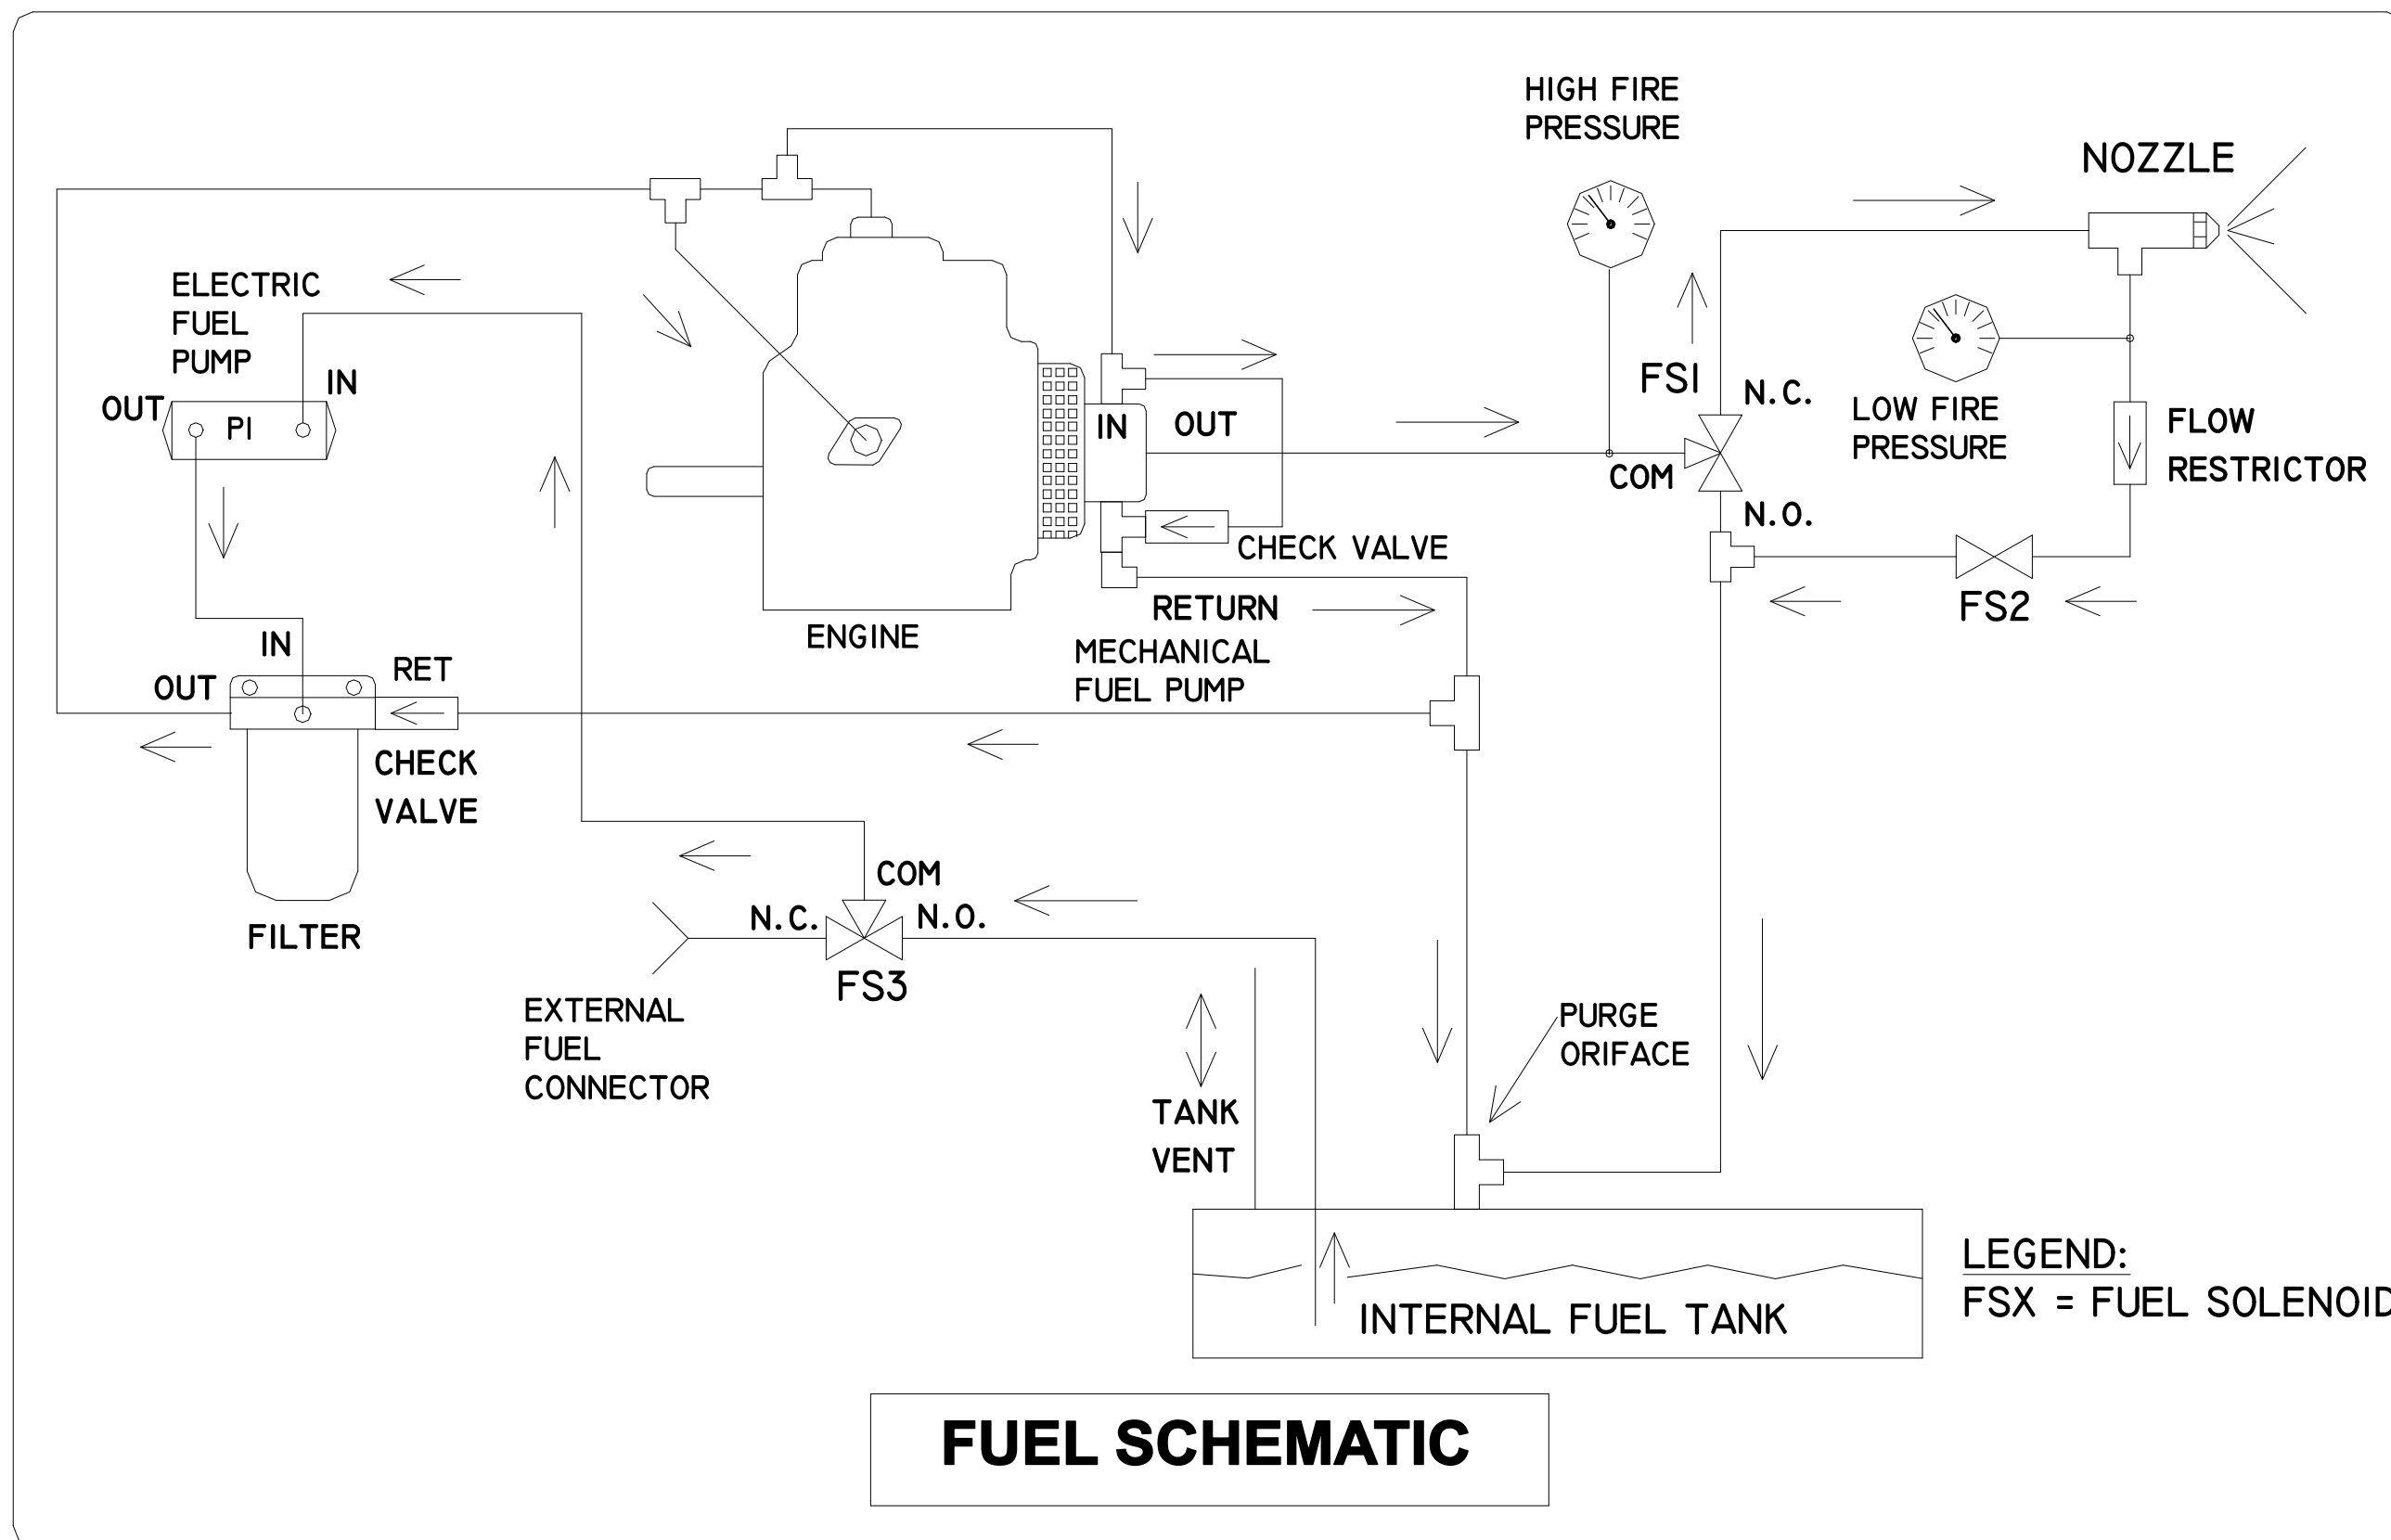 HIGH FIRE
PRESSURE
NOZZLE
ELECTRIC
FUEL
PUMP
IN
OUT
PI
FS1
N.C.
LOW FIRE
PRESSURE
FLOW
RESTRICTOR
IN
OUT
COM
N.O.
CHECK VALVE
FS2
RETURN
ENGINE
MECHANICAL
FUEL PUMP
IN
RET
OUT
CHECK
VALVE
FILTER
COM
N.C.
N.O.
FS3
EXTERNAL
FUEL
CONNECTOR
PURGE
ORIFACE
TANK
VENT
INTERNAL FUEL TANK
LEGEND:
FSX = FUEL SOLENOID
FUEL SCHEMATIC